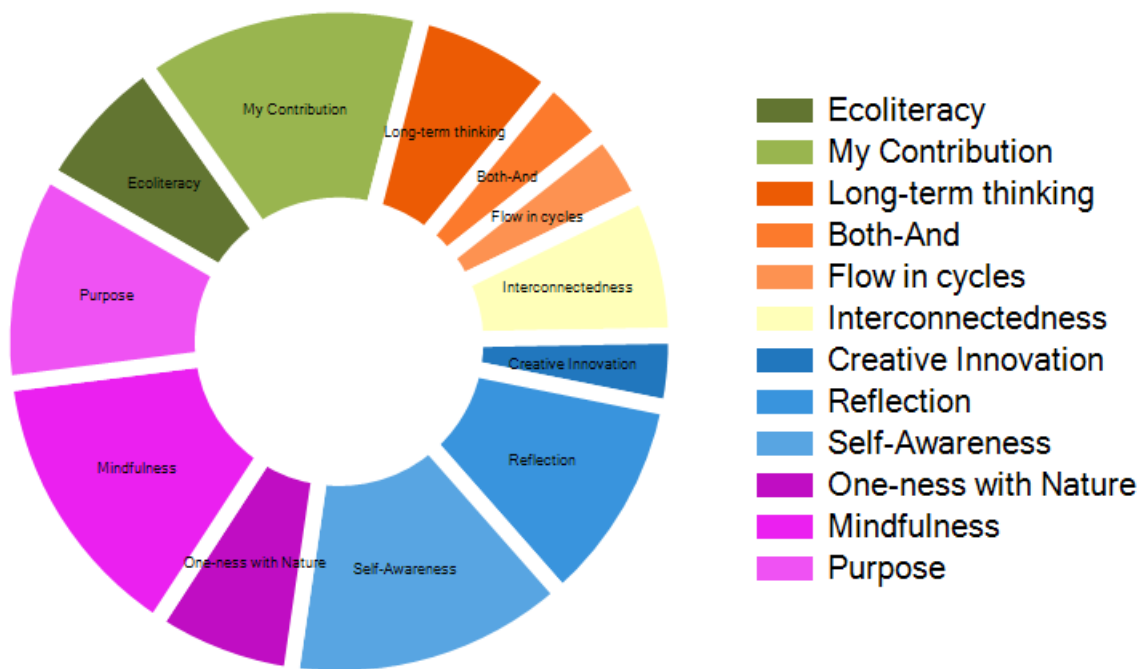 My Contribution
Long-term thinking
Both-And
Flow in cycles
Interconnectedness
Creative Innovation
Reflection
Self-Awareness
One-ness with Nature
Mindfulness
Purpose
Ecoliteracy
Ecoliteracy
My Contribution
Long-term thinking
Both-And
Flow in cycles
Interconnectedness
Creative Innovation
Reflection
Self-Awareness
One-ness with Nature
Mindfulness
Purpose